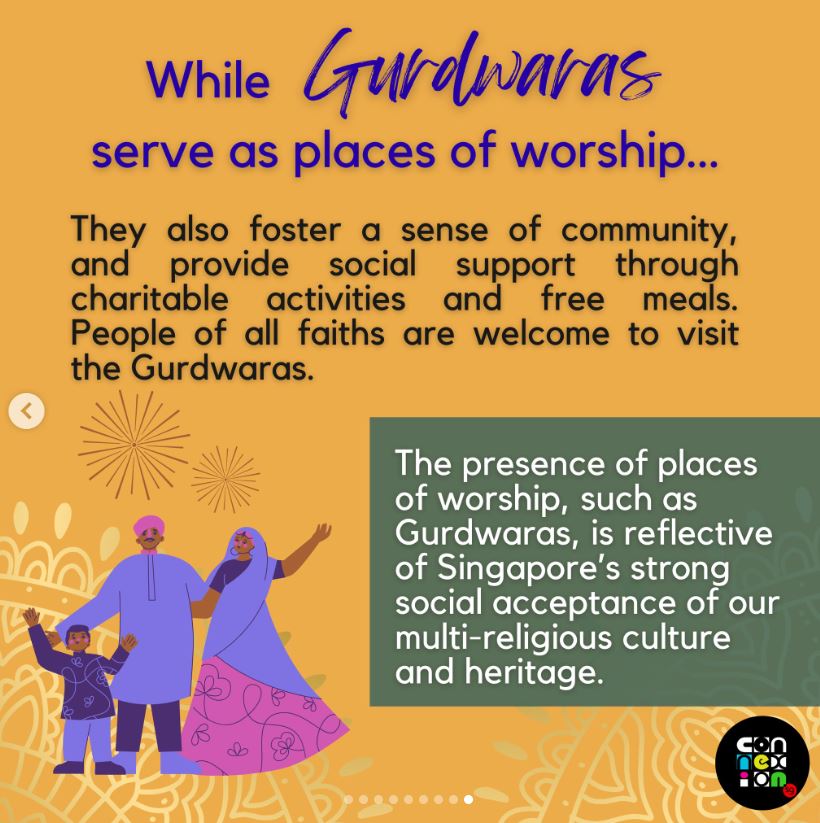 While Gurdwaras
serve as places of worship...
They also foster a sense of community,
and provide social support through
charitable activities and free meals.
People of all faiths are welcome to visit
the Gurdwaras.
The presence of places
of worship, such as
Gurdwaras, is reflective
of Singapore's strong
social acceptance of our
multi-religious culture
and heritage.
con
nex
ion
sg